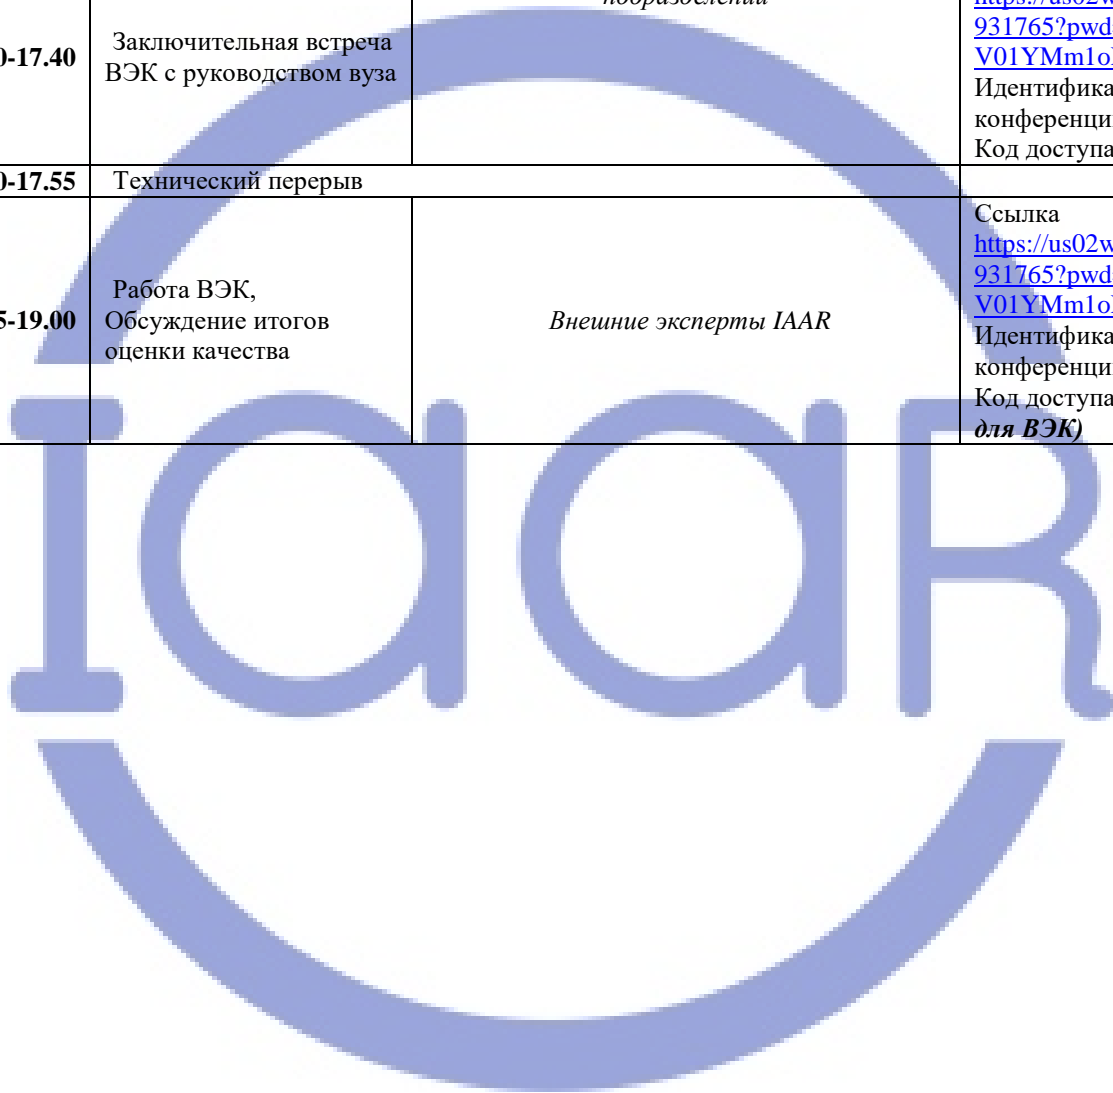 0-17.40
Заключительная встреча
ВЭК с руководством вуза
931765?pwd
V01YMm1o
Идентифика
конференци
Код доступа
0-17.55
Технический перерыв
5-19.00
Работа ВЭК,
Обсуждение итогов
оценки качества
Внешние эксперты IAAR
Ссылка
https://us02w
931765?pwd
V01YMm1o
Идентифика
конференци
Код доступа
для ВЭК)
IaaR